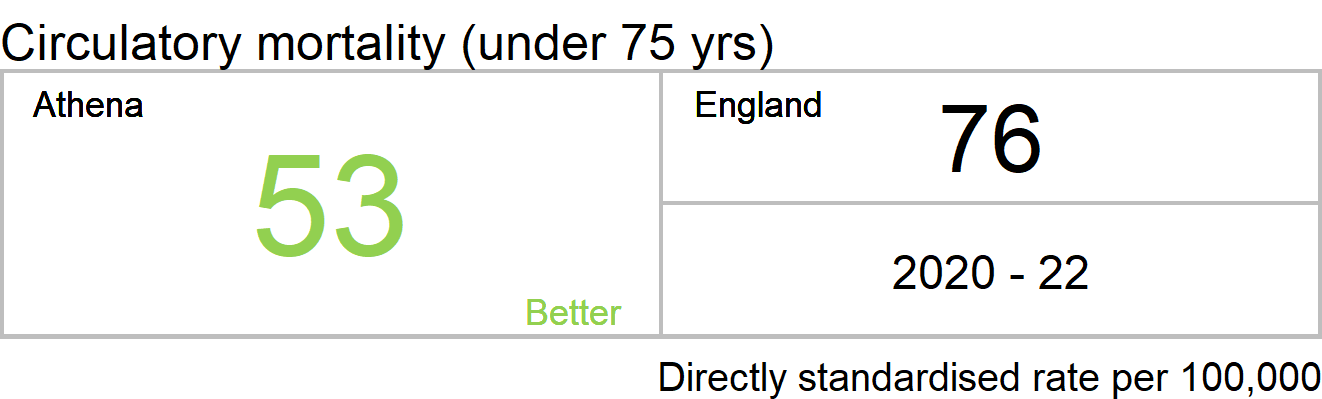 Circulatory mortality (under 75 yrs)
Athena
53
Better
England
76
2020 - 22
Directly standardised rate per 100,000